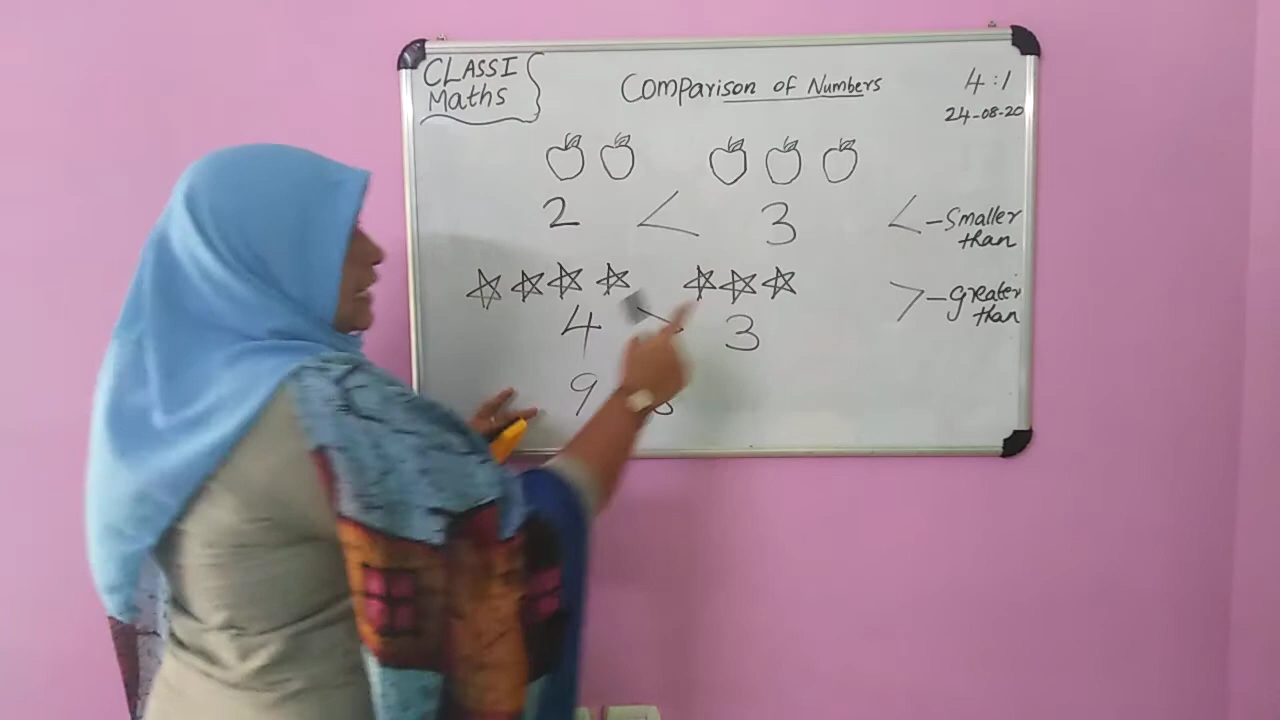 CLASS I
Maths
Comparison of Numbers
4:1
24-08-20
2 < 3
< - Smaller
than
4 3
> - Greater
than
9